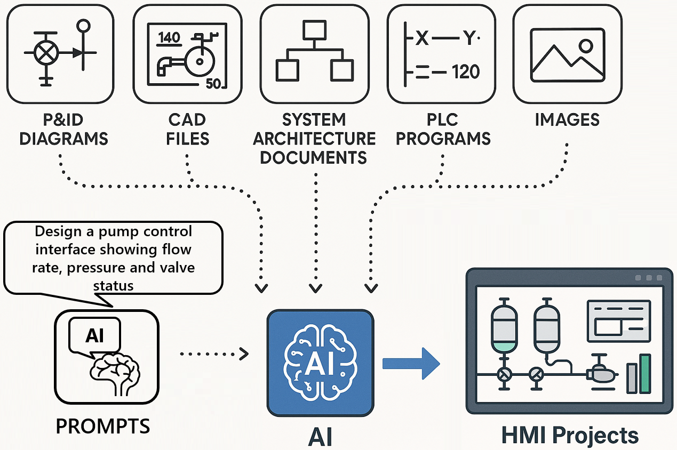 140
50
X
Y
120
P&ID
DIAGRAMS
CAD
FILES
SYSTEM
ARCHITECTURE
DOCUMENTS
PLC
PROGRAMS
IMAGES
Design a pump control
interface showing flow
rate, pressure and valve
status
AI
PROMPTS
AI
AI
HMI Projects